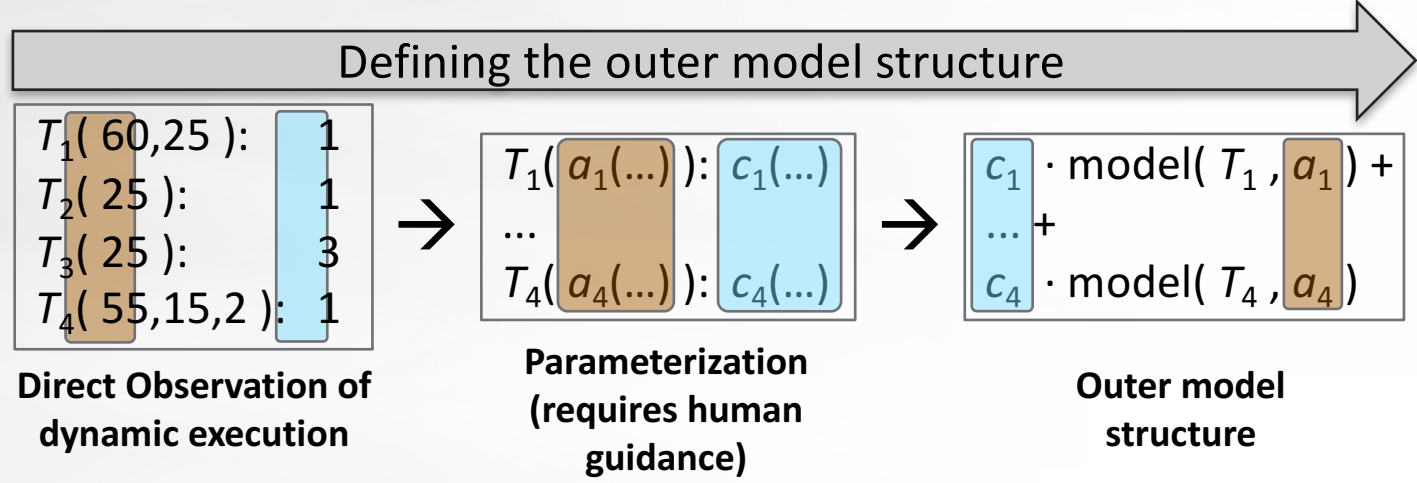 Defining the outer model structure
T₁( 60,25 ): 1
T₂( 25 ): 1
T₃( 25 ): 3
T₄( 55,15,2 ): 1
Direct Observation of
dynamic execution
→
T₁( a₁(…) ): c₁(…)
...
T₄( a₄(…) ): c₄(…)
Parameterization
(requires human
guidance)
→
c₁ · model( T₁ , a₁ ) +
... +
c₄ · model( T₄ , a₄ )
Outer model
structure